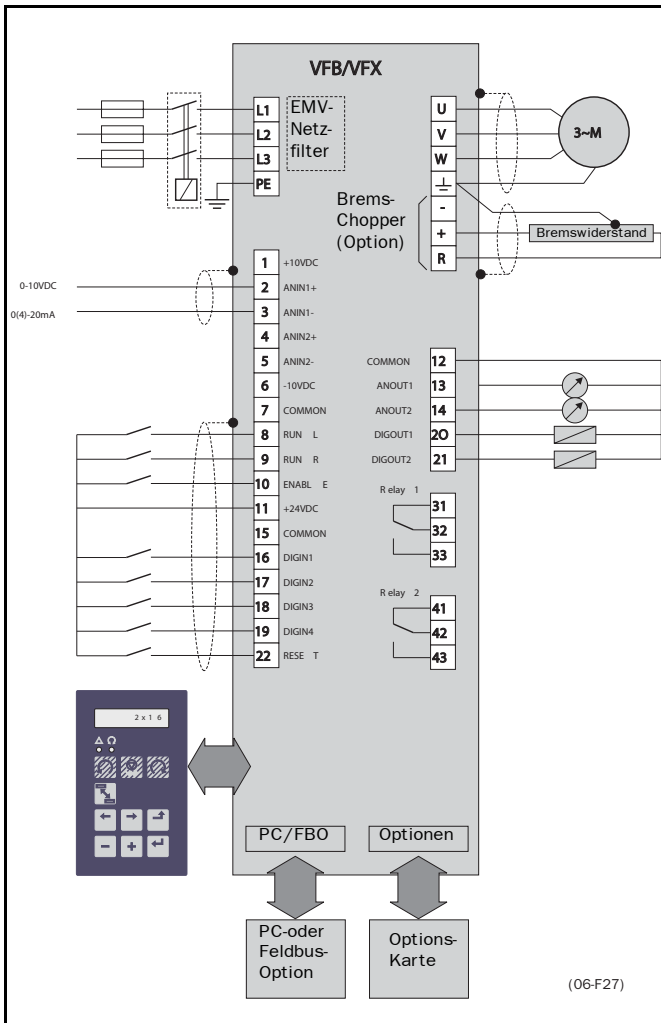 VFB/VFX
L1
L2
L3
PE
EMV-
Netz-
filter
U
V
W
3~M
Brems-
Chopper
(Option)
-
+
R
Bremswiderstand
1 +10VDC
0-10VDC
2 ANIN1+
0(4)-20mA
3 ANIN1-
4 ANIN2+
5 ANIN2-
6 -10VDC
7 COMMON
8 RUN L
9 RUN R
10 ENABL E
11 +24VDC
15 COMMON
16 DIGIN1
17 DIGIN2
18 DIGIN3
19 DIGIN4
22 RESE T
COMMON 12
ANOUT1 13
ANOUT2 14
DIGOUT1 20
DIGOUT2 21
R elay 1
31
32
33
R elay 2
41
42
43
2 x 1 6
- +
PC/FBO
Optionen
PC-oder
Feldbus-
Option
Options-
Karte
(06-F27)